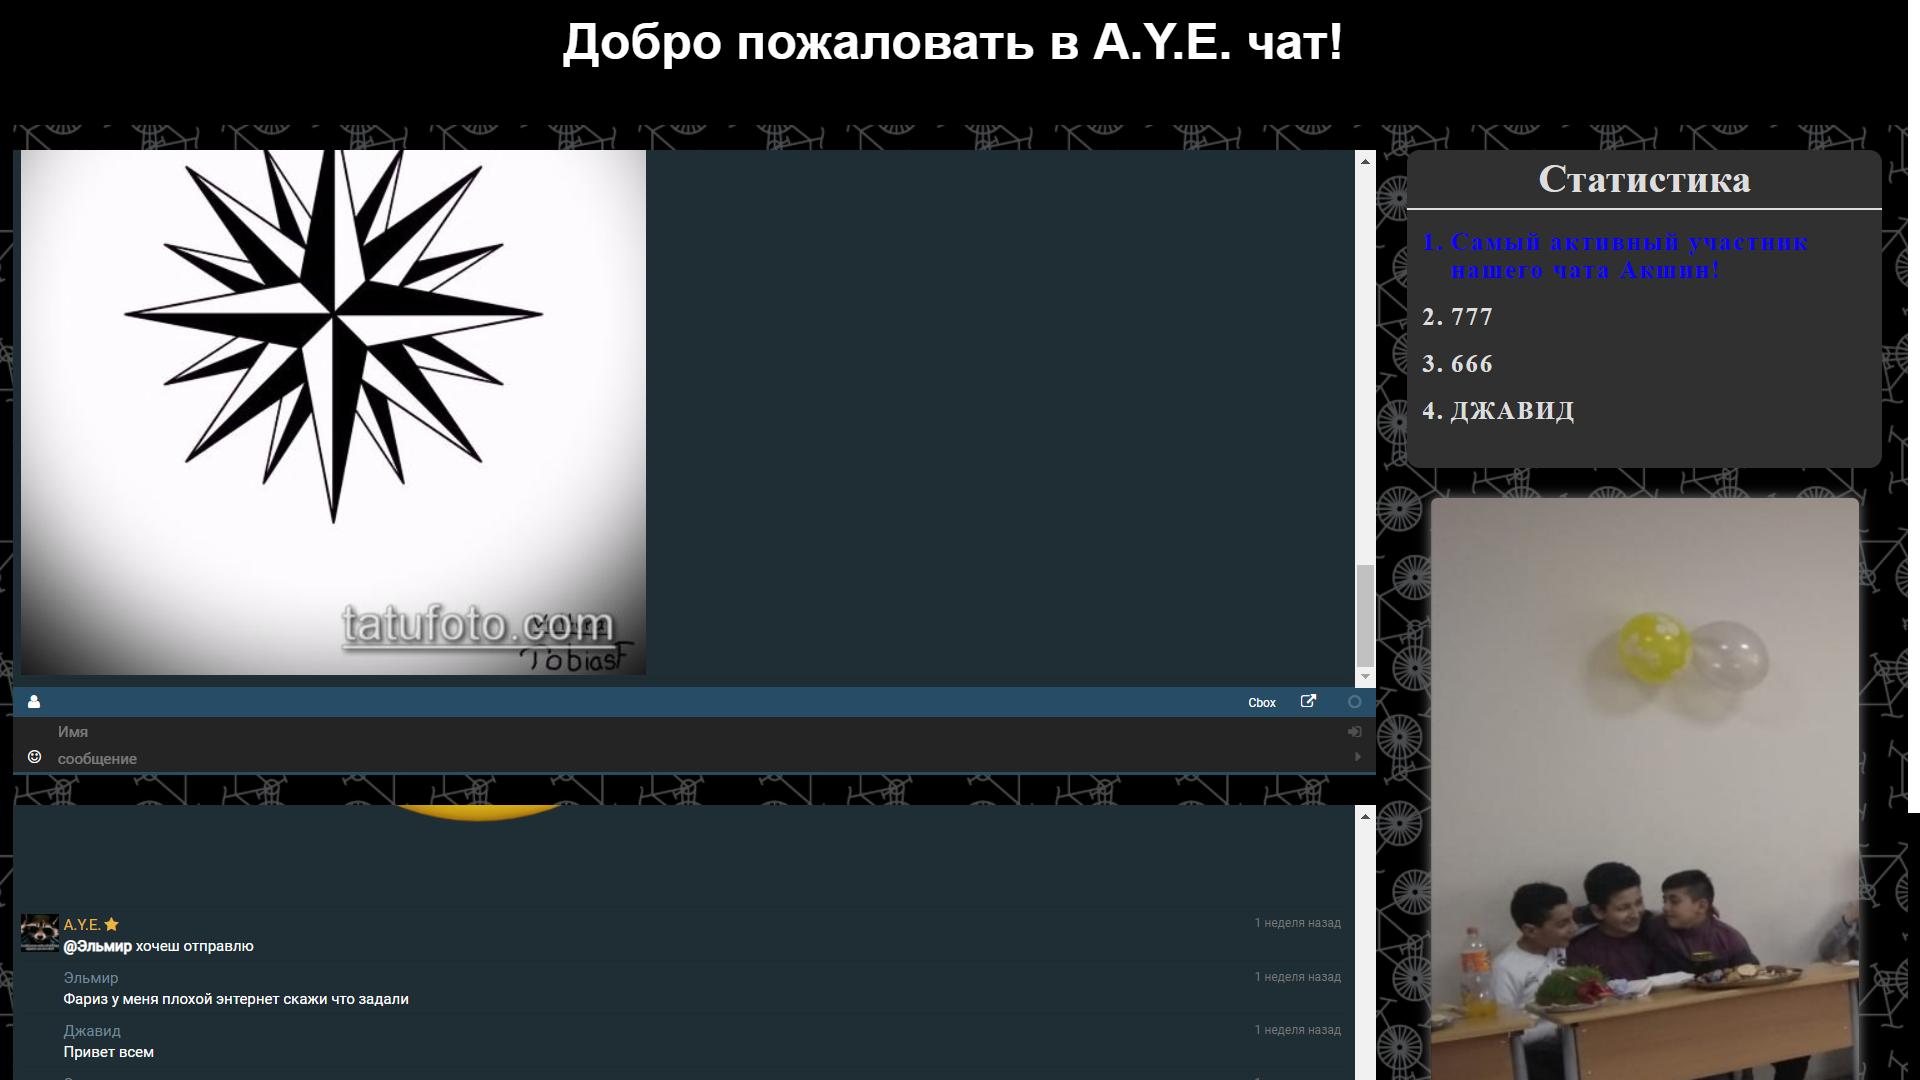 Добро пожаловать в A.Y.E. чат!
tatufoto.com
TobiasF
Cbox
Имя
сообщение
A.Y.E.
1 неделя назад
@Эльмир хочеш отправлю
Эльмир
1 неделя назад
Фариз у меня плохой энтернет скажи что задали
Джавид
1 неделя назад
Привет всем
Статистика
1. Самый активный участник
нашего чата Акшин!
2. 777
3. 666
4. ДЖАВИД